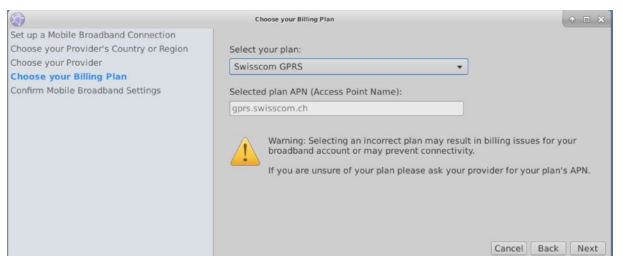 Choose your Billing Plan
Set up a Mobile Broadband Connection
Choose your Provider's Country or Region
Choose your Provider
Choose your Billing Plan
Confirm Mobile Broadband Settings
Select your plan:
Swisscom GPRS
Selected plan APN (Access Point Name):
gprs.swisscom.ch
Warning: Selecting an incorrect plan may result in billing issues for your
broadband account or may prevent connectivity.
If you are unsure of your plan please ask your provider for your plan's APN.
Cancel Back Next